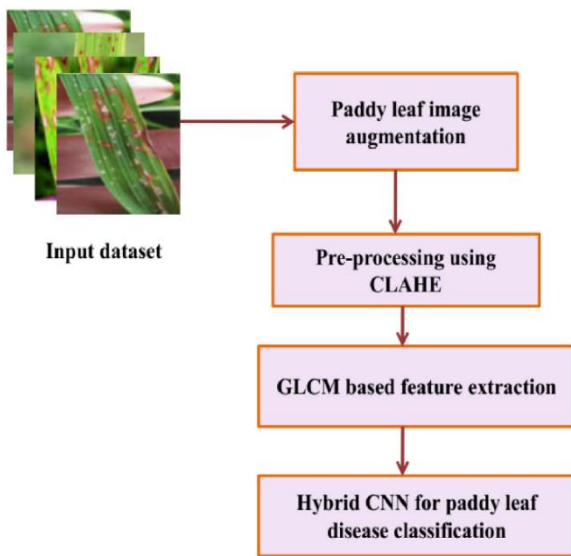 Input dataset
Paddy leaf image
augmentation
Pre-processing using
CLAHE
GLCM based feature extraction
Hybrid CNN for paddy leaf
disease classification